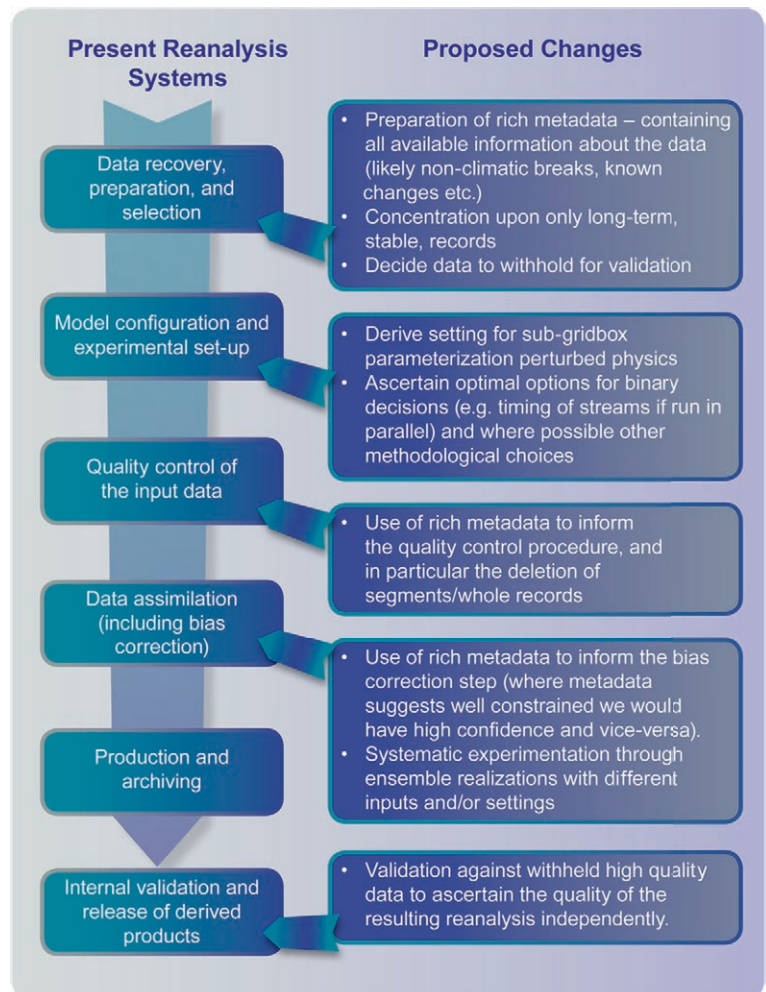 Present Reanalysis
Systems
Proposed Changes
Data recovery,
preparation, and
selection
• Preparation of rich metadata – containing
all available information about the data
(likely non-climatic breaks, known
changes etc.)
• Concentration upon only long-term,
stable, records
• Decide data to withhold for validation
Model configuration and
experimental set-up
• Derive setting for sub-gridbox
parameterization perturbed physics
• Ascertain optimal options for binary
decisions (e.g. timing of streams if run in
parallel) and where possible other
methodological choices
Quality control of
the input data
• Use of rich metadata to inform
the quality control procedure, and
in particular the deletion of
segments/whole records
Data assimilation
(including bias
correction)
• Use of rich metadata to inform the bias
correction step (where metadata
suggests well constrained we would
have high confidence and vice-versa).
• Systematic experimentation through
ensemble realizations with different
inputs and/or settings
Production and
archiving
Internal validation and
release of derived
products
• Validation against withheld high quality
data to ascertain the quality of the
resulting reanalysis independently.